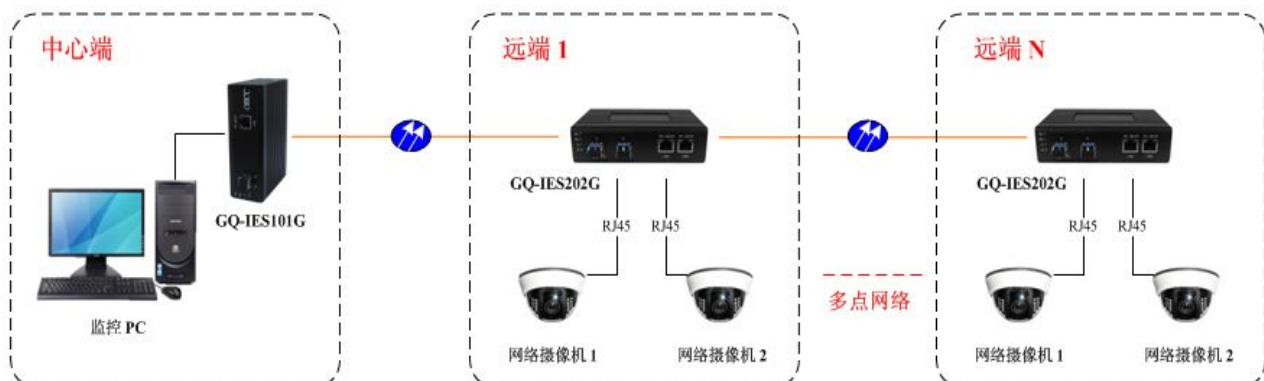 中心端
远端 1
远端 N
GQ-IES101G
GQ-IES202G
GQ-IES202G
RJ45
RJ45
RJ45
RJ45
多点网络
监控 PC
网络摄像机 1
网络摄像机 2
网络摄像机 1
网络摄像机 2